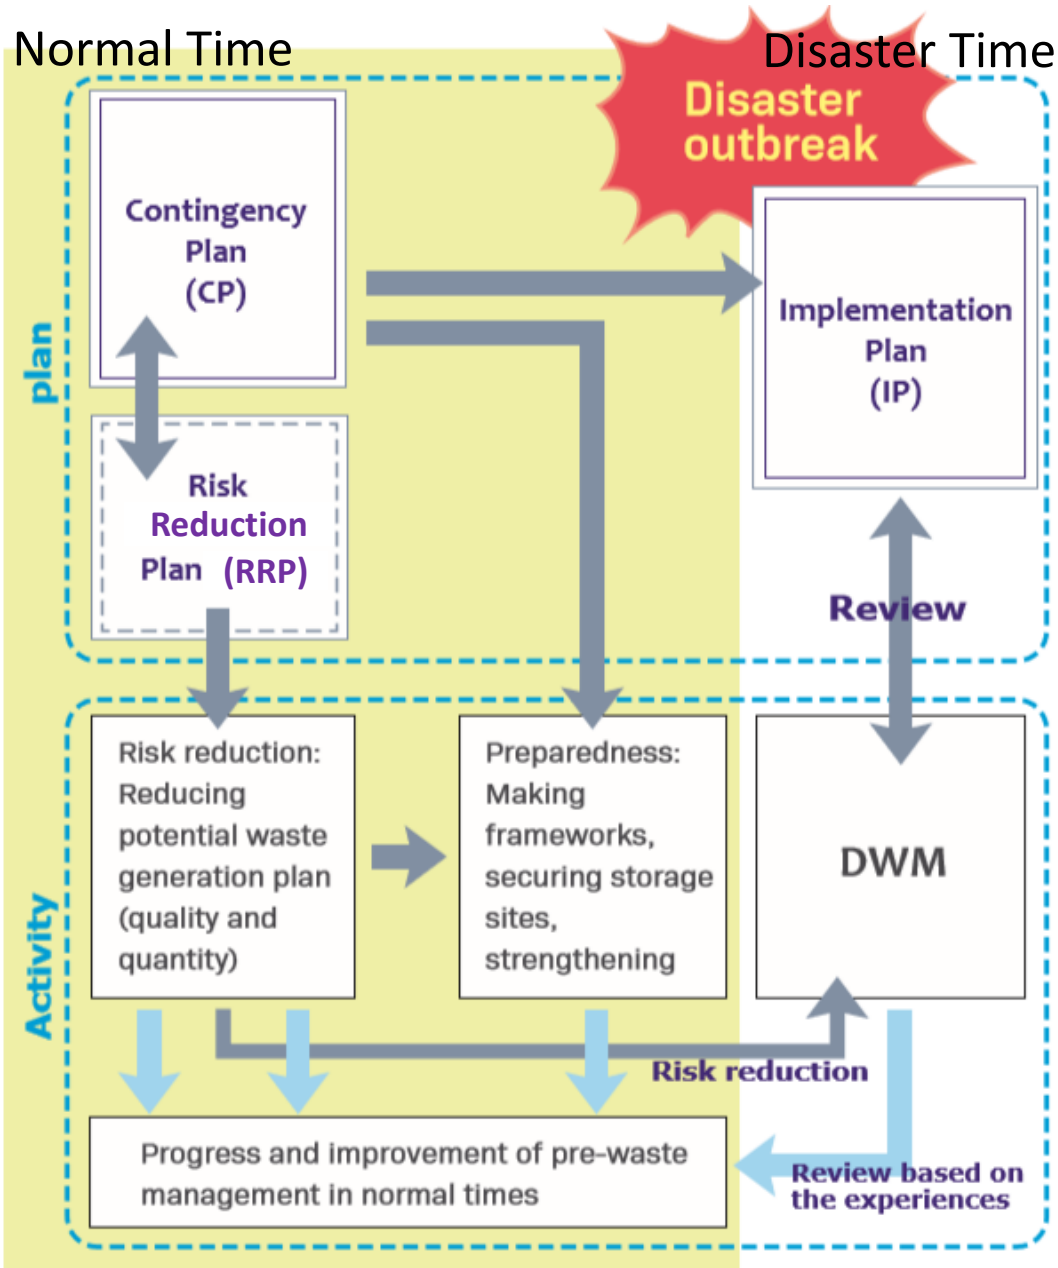 Normal Time
Disaster Time
Disaster
outbreak
plan
Contingency
Plan
(CP)
Implementation
Plan
(IP)
Risk
Reduction
Plan (RRP)
Review
Activity
Risk reduction:
Reducing
potential waste
generation plan
(quality and
quantity)
Preparedness:
Making
frameworks,
securing storage
sites,
strengthening
DWM
Risk reduction
Progress and improvement of pre-waste
management in normal times
Review based on
the experiences